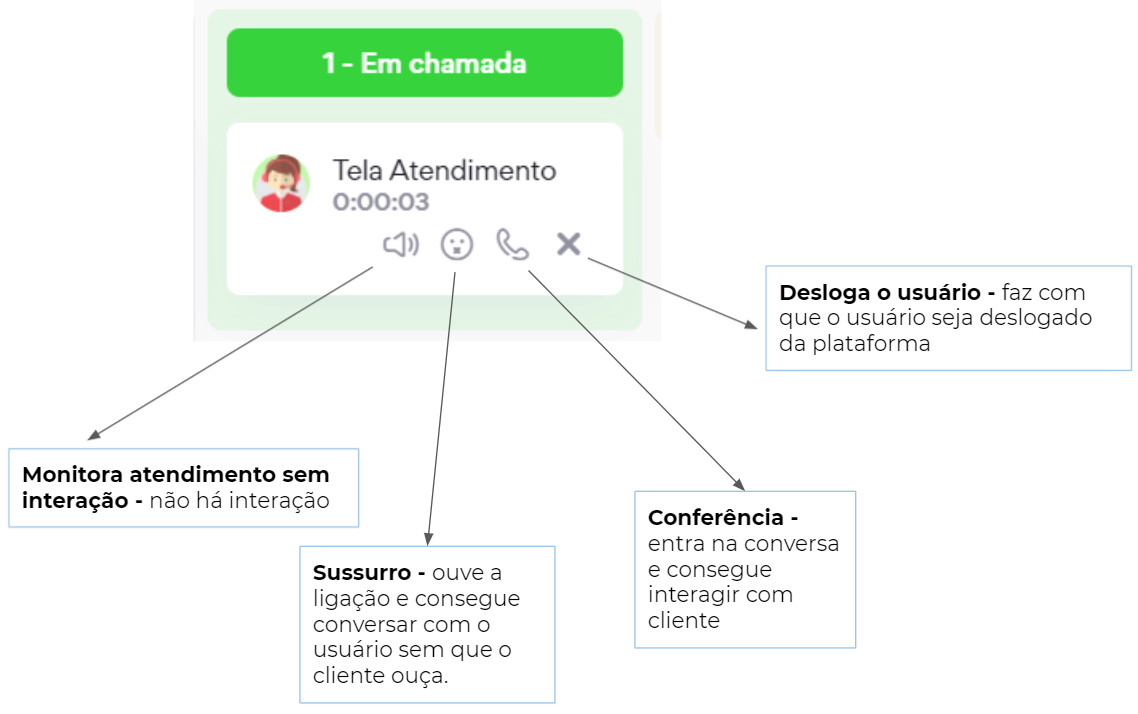 1 - Em chamada
Tela Atendimento
0:00:03
Desloga o usuário - faz com
que o usuário seja deslogado
da plataforma
Monitora atendimento sem
interação - não há interação
Sussurro - ouve a
ligação e consegue
conversar com o
usuário sem que o
cliente ouça.
Conferência -
entra na conversa
e consegue
interagir com
cliente